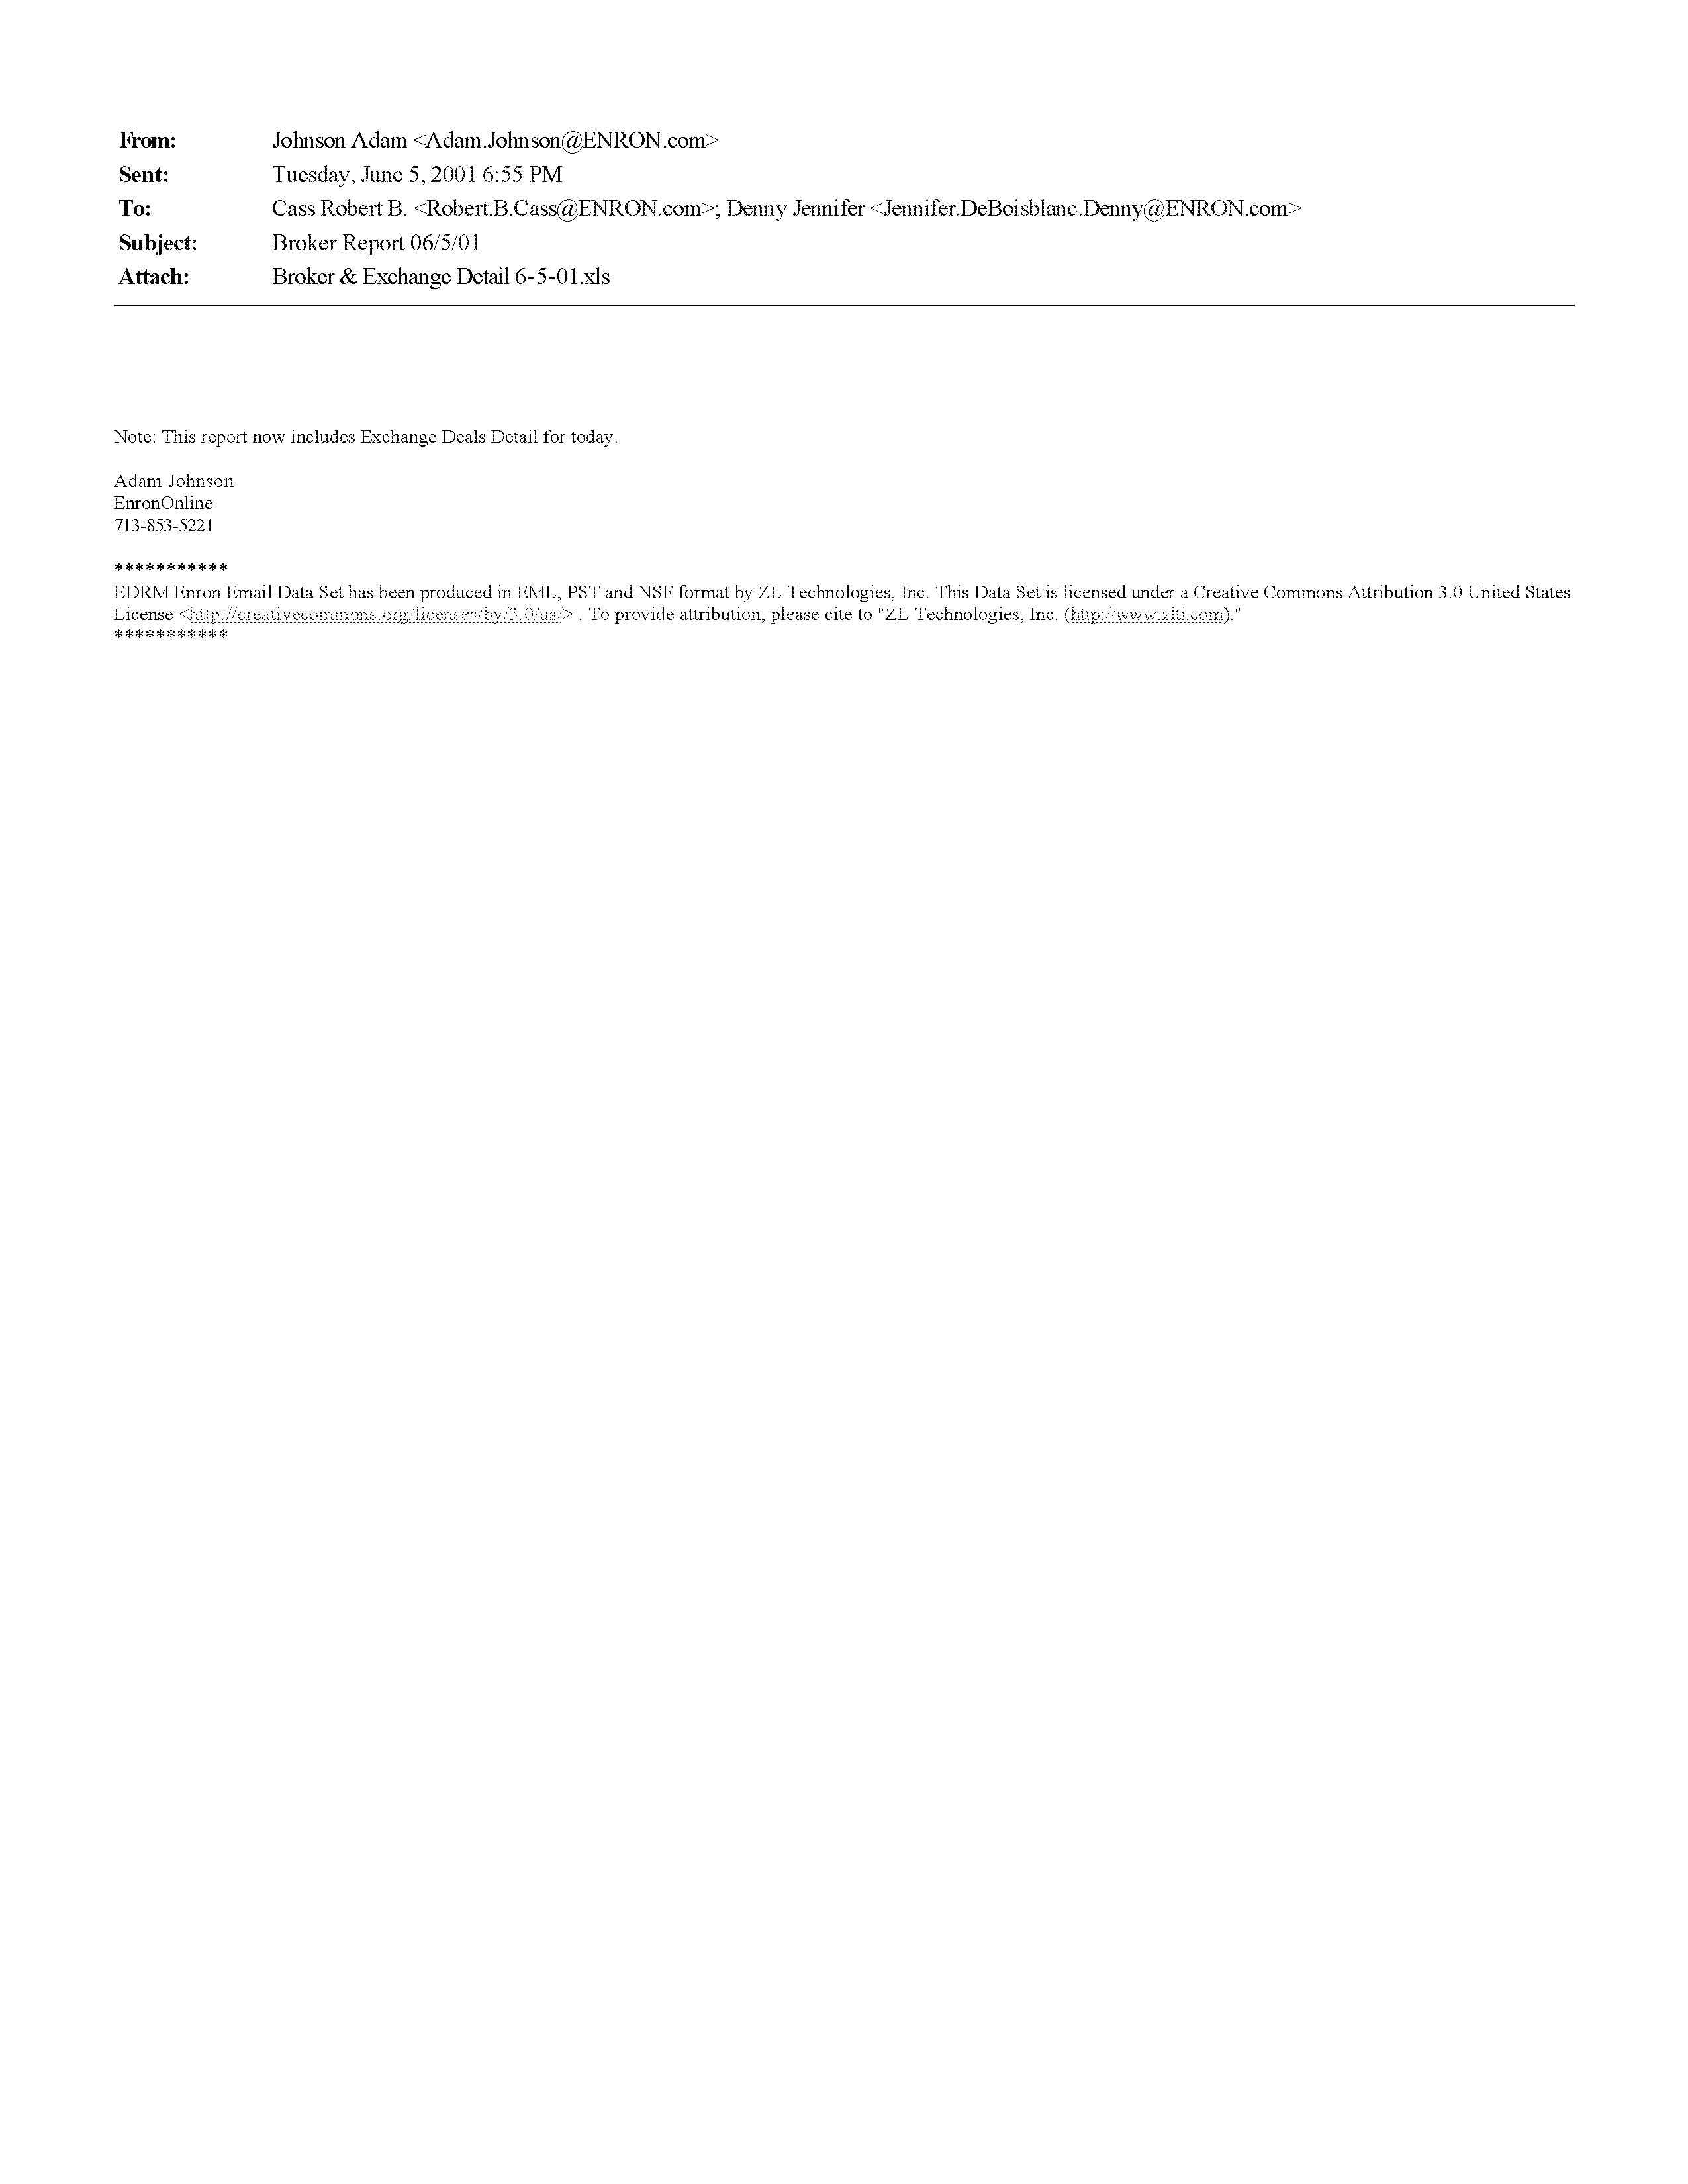 From: Johnson Adam <Adam.Johnson@ENRON.com>
Sent: Tuesday, June 5, 2001 6:55 PM
To: Cass Robert B. <Robert.B.Cass@ENRON.com>; Denny Jennifer <Jennifer.DeBoisblanc.Denny@ENRON.com>
Subject: Broker Report 06/5/01
Attach: Broker & Exchange Detail 6-5-01.xls
Note: This report now includes Exchange Deals Detail for today.
Adam Johnson
EnronOnline
713-853-5221
***********
EDRM Enron Email Data Set has been produced in EML, PST and NSF format by ZL Technologies, Inc. This Data Set is licensed under a Creative Commons Attribution 3.0 United States
License <http://creativecommons.org/licenses/by/3.0/us/> . To provide attribution, please cite to "ZL Technologies, Inc. (http://www.zlti.com)."
***********